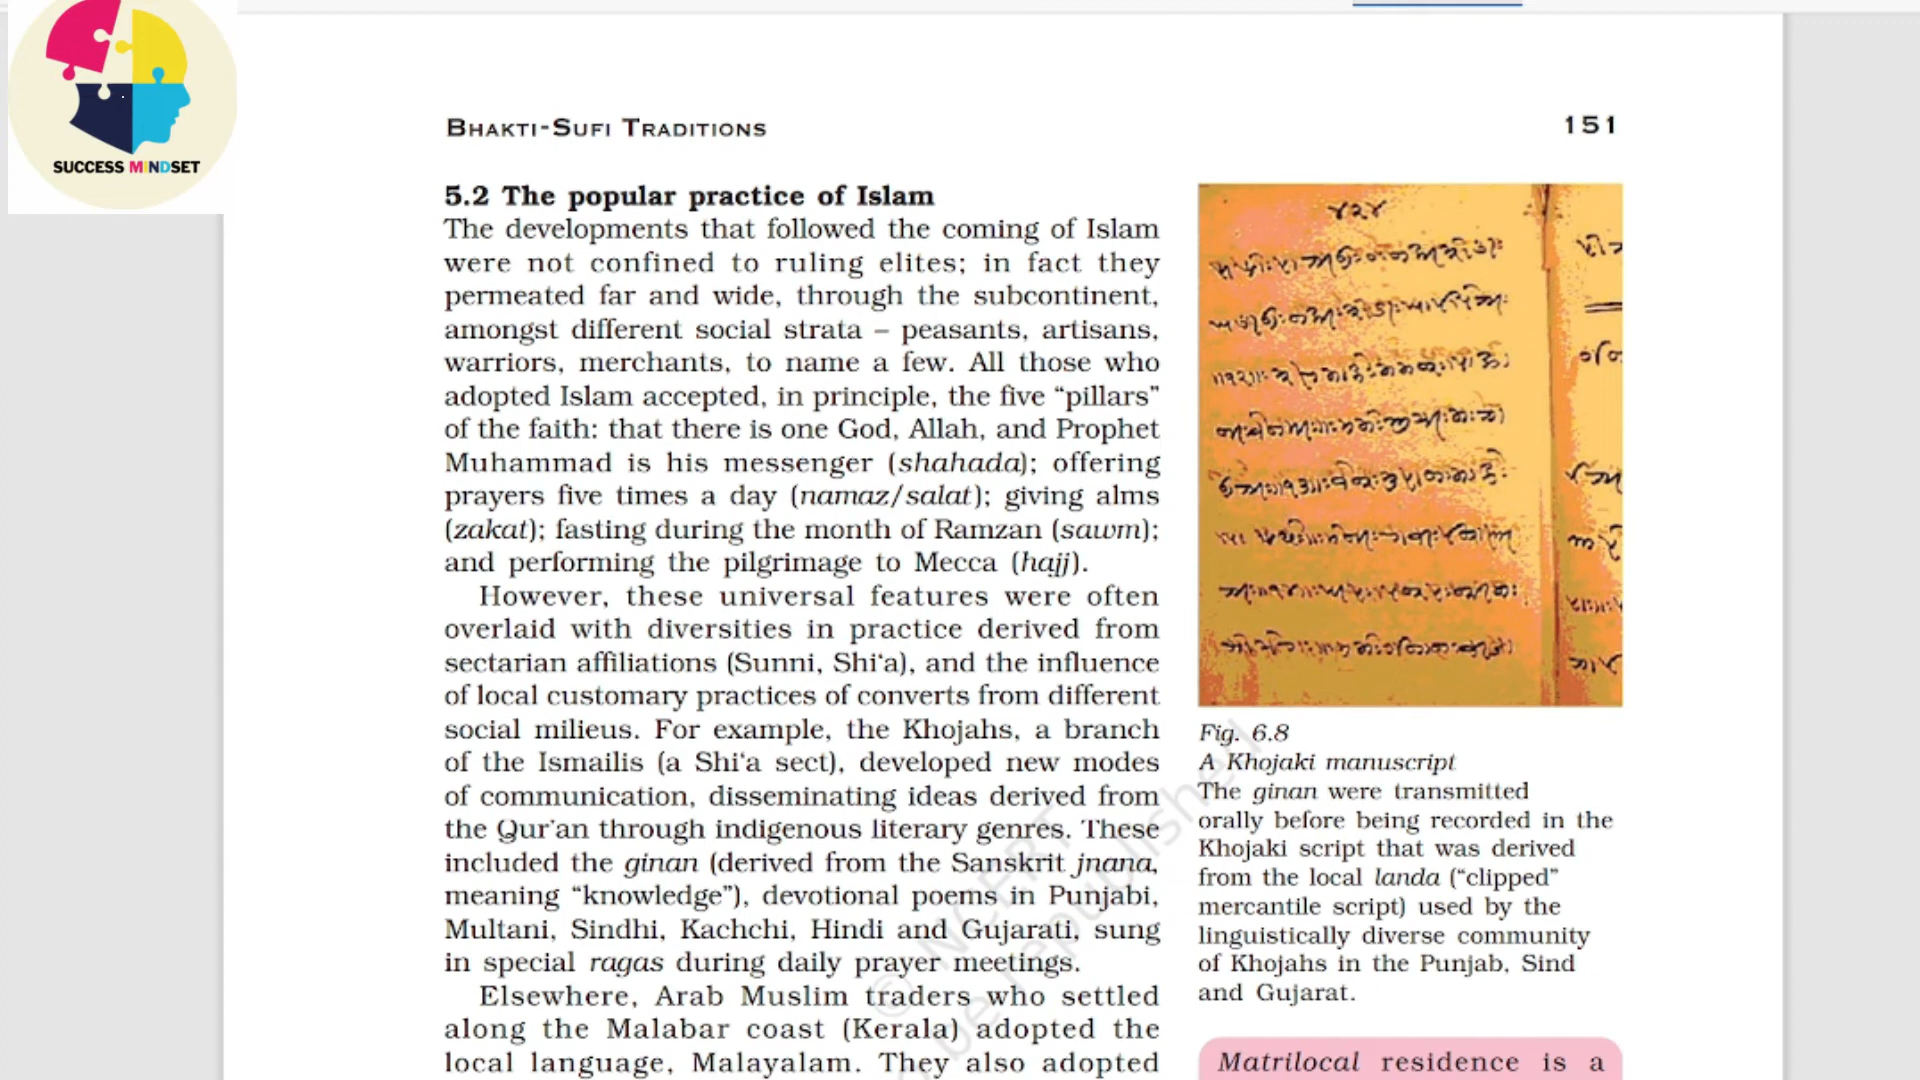 SUCCESS MINDSET
BHAKTI-SUFI TRADITIONS
151
5.2 The popular practice of Islam
The developments that followed the coming of Islam
were not confined to ruling elites; in fact they
permeated far and wide, through the subcontinent,
amongst different social strata – peasants, artisans,
warriors, merchants, to name a few. All those who
adopted Islam accepted, in principle, the five “pillars”
of the faith: that there is one God, Allah, and Prophet
Muhammad is his messenger (shahada); offering
prayers five times a day (namaz/salat); giving alms
(zakat); fasting during the month of Ramzan (sawm);
and performing the pilgrimage to Mecca (hajj).
However, these universal features were often
overlaid with diversities in practice derived from
sectarian affiliations (Sunni, Shi‘a), and the influence
of local customary practices of converts from different
social milieus. For example, the Khojahs, a branch
of the Ismailis (a Shi‘a sect), developed new modes
of communication, disseminating ideas derived from
the Qur’an through indigenous literary genres. These
included the ginan (derived from the Sanskrit jnana,
meaning “knowledge”), devotional poems in Punjabi,
Multani, Sindhi, Kachchi, Hindi and Gujarati, sung
in special ragas during daily prayer meetings.
Elsewhere, Arab Muslim traders who settled
along the Malabar coast (Kerala) adopted the
local language, Malayalam. They also adopted
Fig. 6.8
A Khojaki manuscript
The ginan were transmitted
orally before being recorded in the
Khojaki script that was derived
from the local landa (“clipped”
mercantile script) used by the
linguistically diverse community
of Khojahs in the Punjab, Sind
and Gujarat.
Matrilocal residence is a
© NCERT
be republished